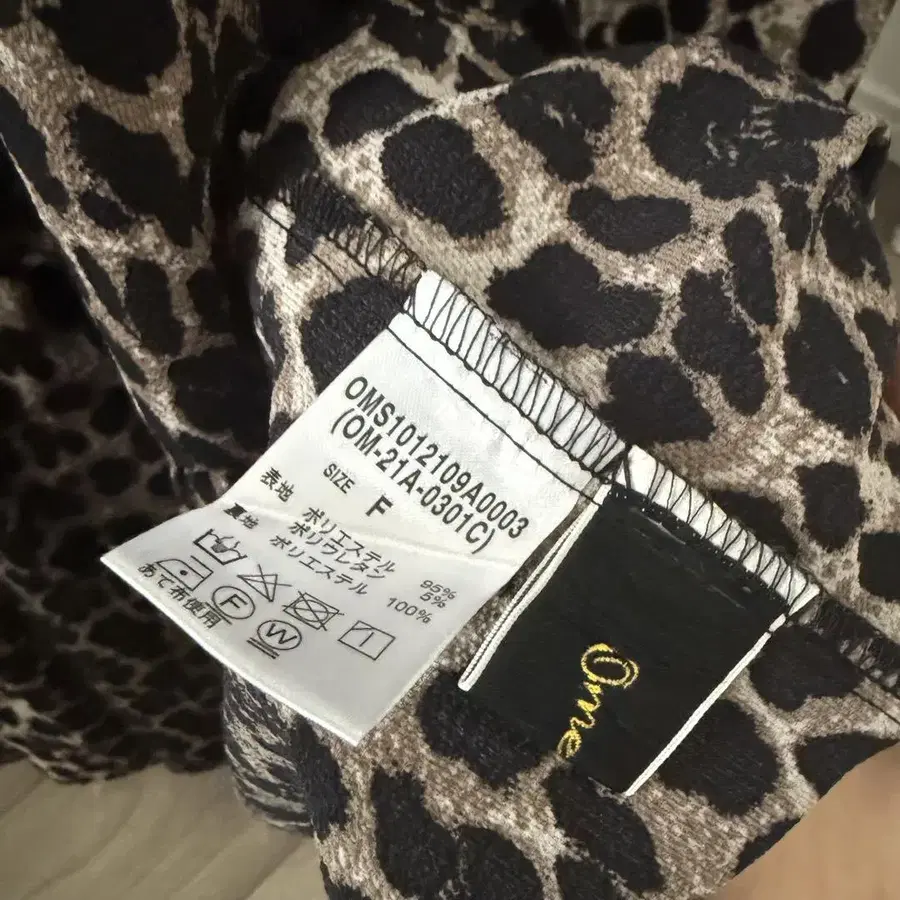 OMS1012109A0003
(OM-21A-0301C)
SIZE F
表地 ポリエステル 95%
ポリウレタン 5%
裏地 ポリエステル 100%
あて布使用
F
W
Ome